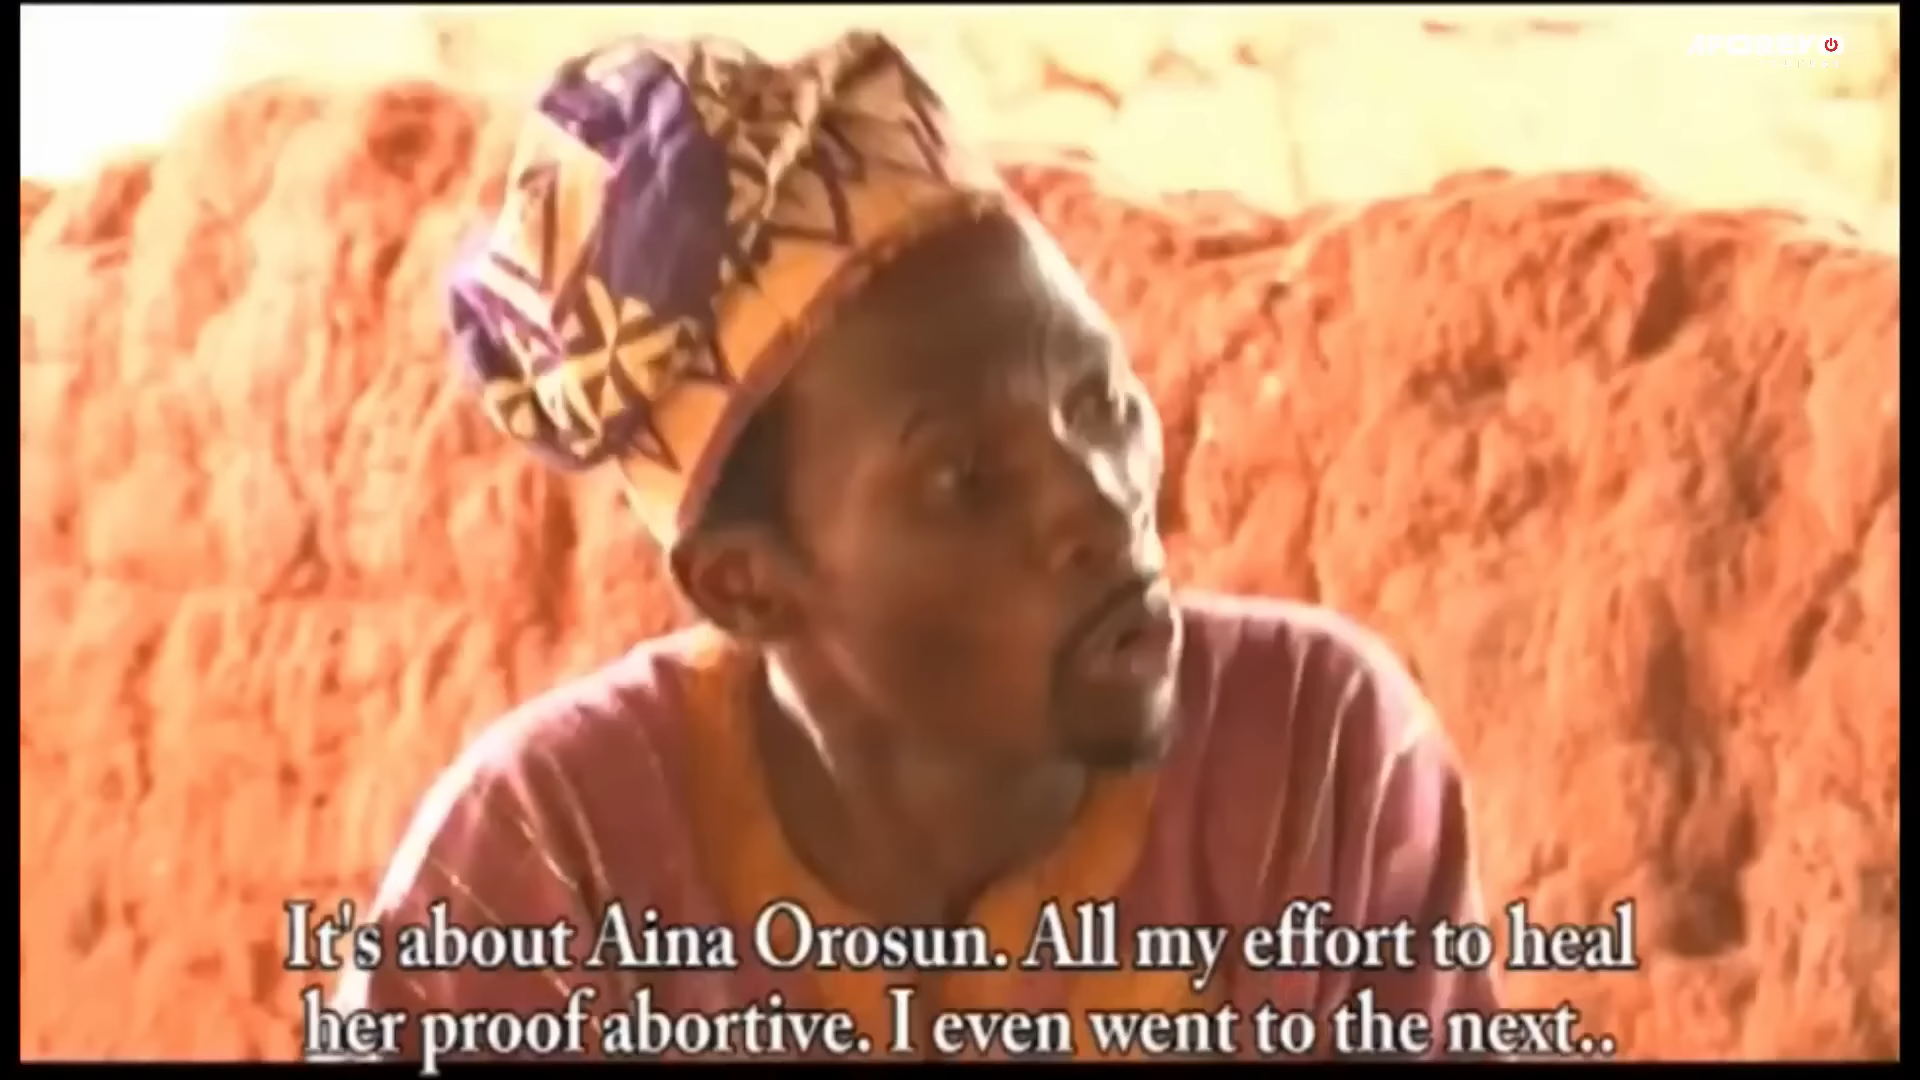 It's about Aina Orosun. All my effort to heal
her proof abortive. I even went to the next..